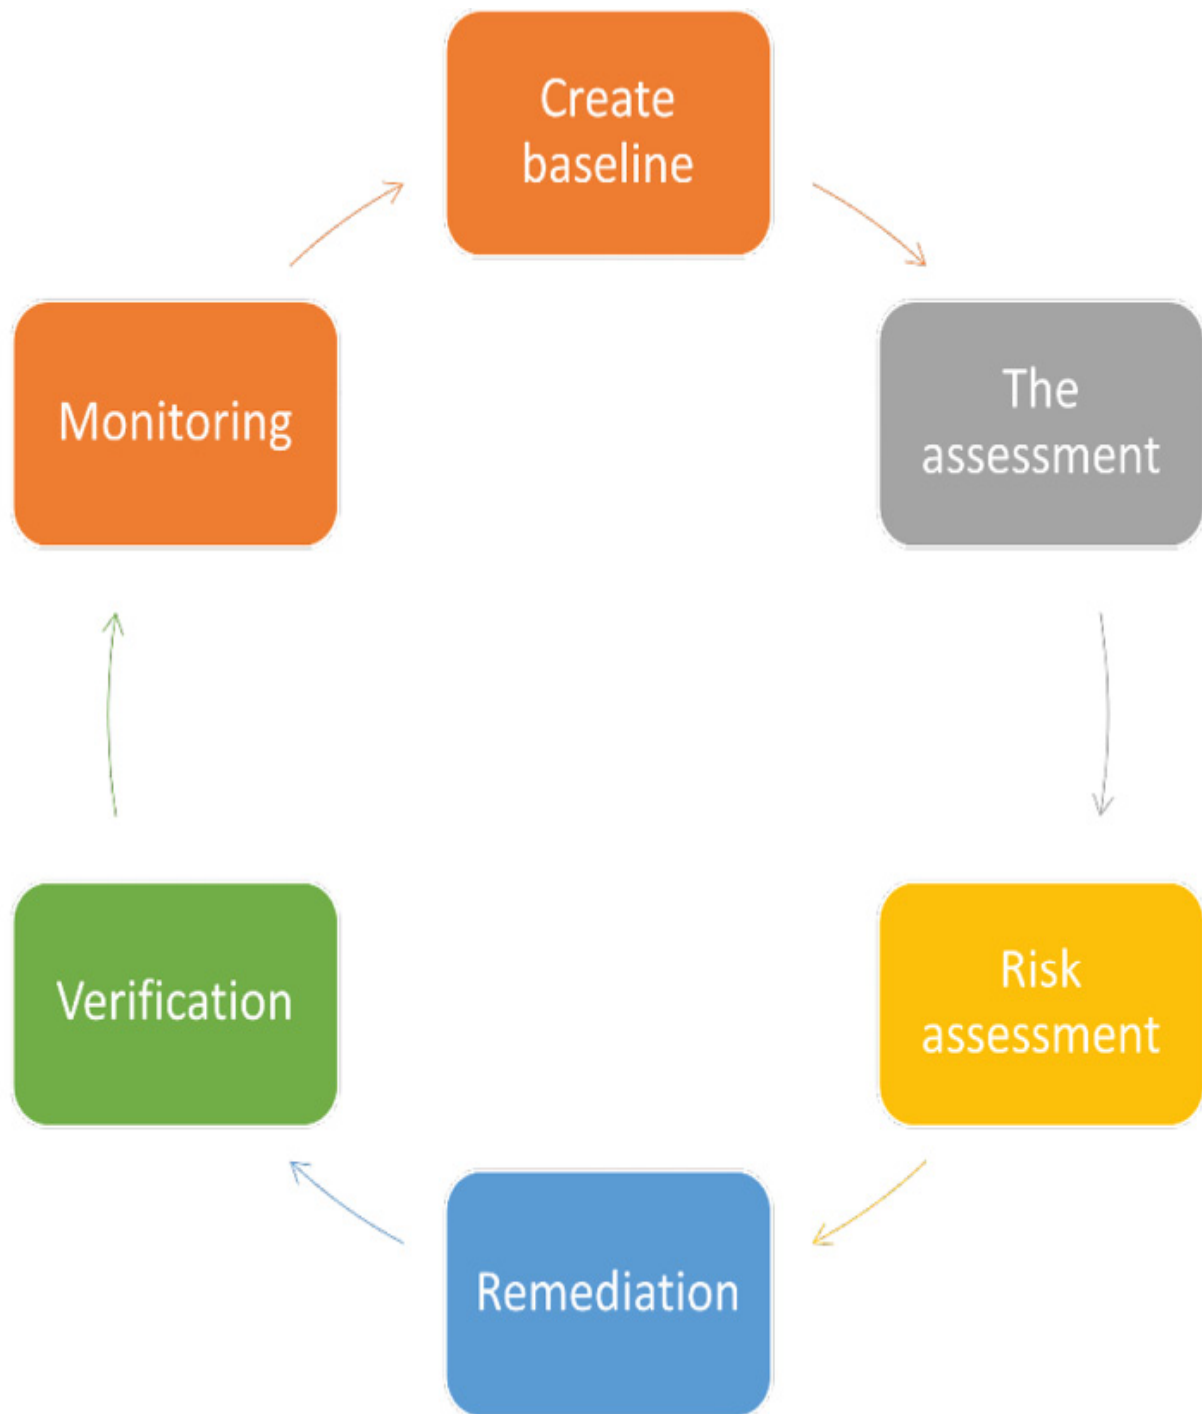 Create
baseline
The
assessment
Risk
assessment
Remediation
Verification
Monitoring